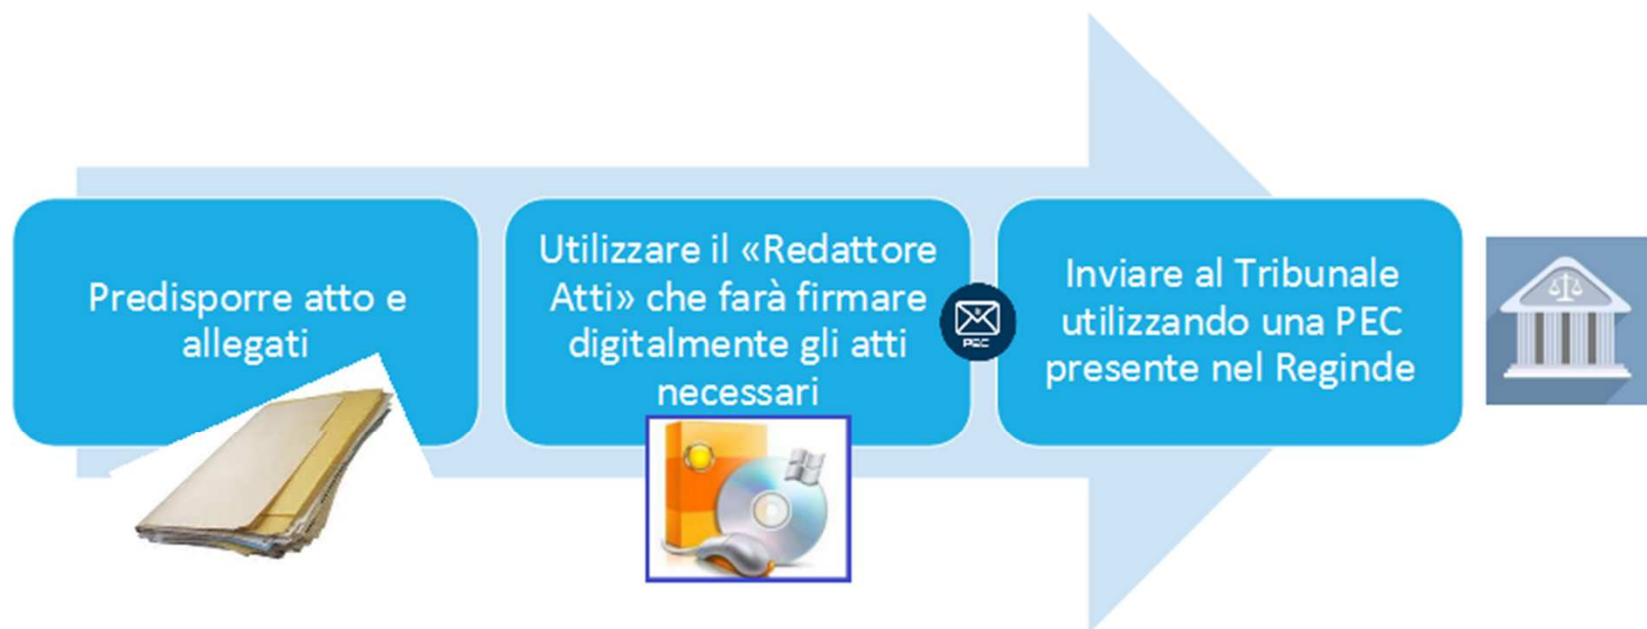 Predisporre atto e
allegati
Utilizzare il «Redattore
Atti» che farà firmare
digitalmente gli atti
necessari
PEC
Inviare al Tribunale
utilizzando una PEC
presente nel Reginde